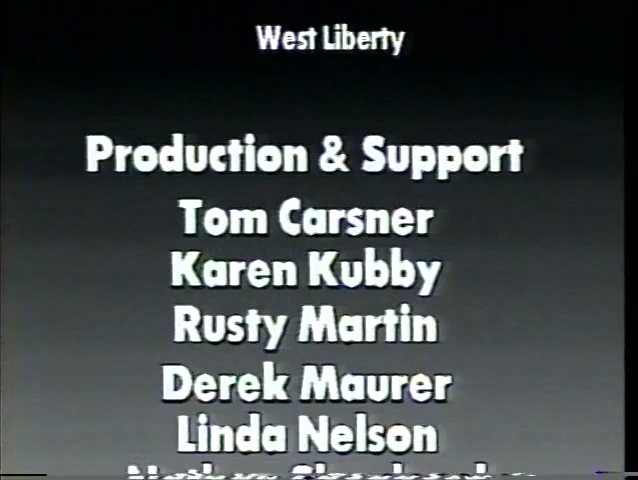 West Liberty
Production & Support
Tom Carsner
Karen Kubby
Rusty Martin
Derek Maurer
Linda Nelson